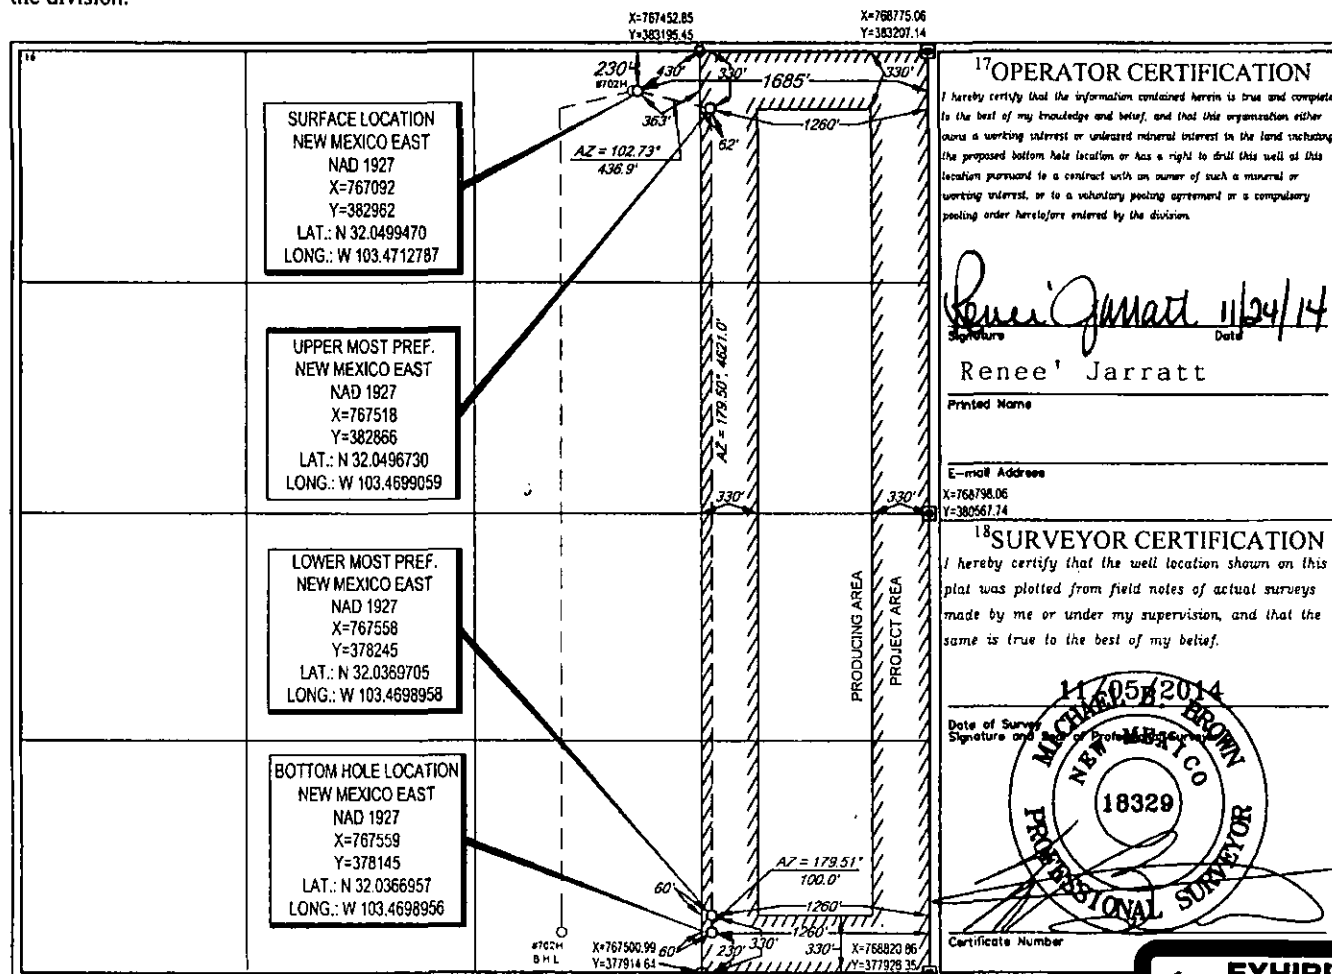 the division.
X=767452.85
Y=383195.45
X=768775.06
Y=383207.14
16
230'
#702H
430'
330'
1685'
330'
363'
1260'
62'
AZ = 102.73°
436.9'
SURFACE LOCATION
NEW MEXICO EAST
NAD 1927
X=767092
Y=382962
LAT.: N 32.0499470
LONG.: W 103.4712787
UPPER MOST PREF.
NEW MEXICO EAST
NAD 1927
X=767518
Y=382866
LAT.: N 32.0496730
LONG.: W 103.4699059
AZ = 179.50°, 4621.0'
330'
330'
LOWER MOST PREF.
NEW MEXICO EAST
NAD 1927
X=767558
Y=378245
LAT.: N 32.0369705
LONG.: W 103.4698958
PRODUCING AREA
PROJECT AREA
BOTTOM HOLE LOCATION
NEW MEXICO EAST
NAD 1927
X=767559
Y=378145
LAT.: N 32.0366957
LONG.: W 103.4698956
AZ = 179.51°
100.0'
60'
1260'
1260'
#702H
BHL
X=767500.99
Y=377914.64
60'
230'
330'
330'
X=768820.86
Y=377928.35
17OPERATOR CERTIFICATION
I hereby certify that the information contained herein is true and complete
to the best of my knowledge and belief, and that this organization either
owns a working interest or unleased mineral interest in the land including
the proposed bottom hole location or has a right to drill this well at this
location pursuant to a contract with an owner of such a mineral or
working interest, or to a voluntary pooling agreement or a compulsory
pooling order heretofore entered by the division.
Renee' Jarratt 11/24/14
Signature Date
Renee' Jarratt
Printed Name
E-mail Address
X=768798.06
Y=380567.74
18SURVEYOR CERTIFICATION
I hereby certify that the well location shown on this
plat was plotted from field notes of actual surveys
made by me or under my supervision, and that the
same is true to the best of my belief.
11/05/2014
Date of Survey
Signature and Seal of Professional Surveyor
MICHAEL B. BROWN
NEW MEXICO
18329
PROFESSIONAL SURVEYOR
Certificate Number